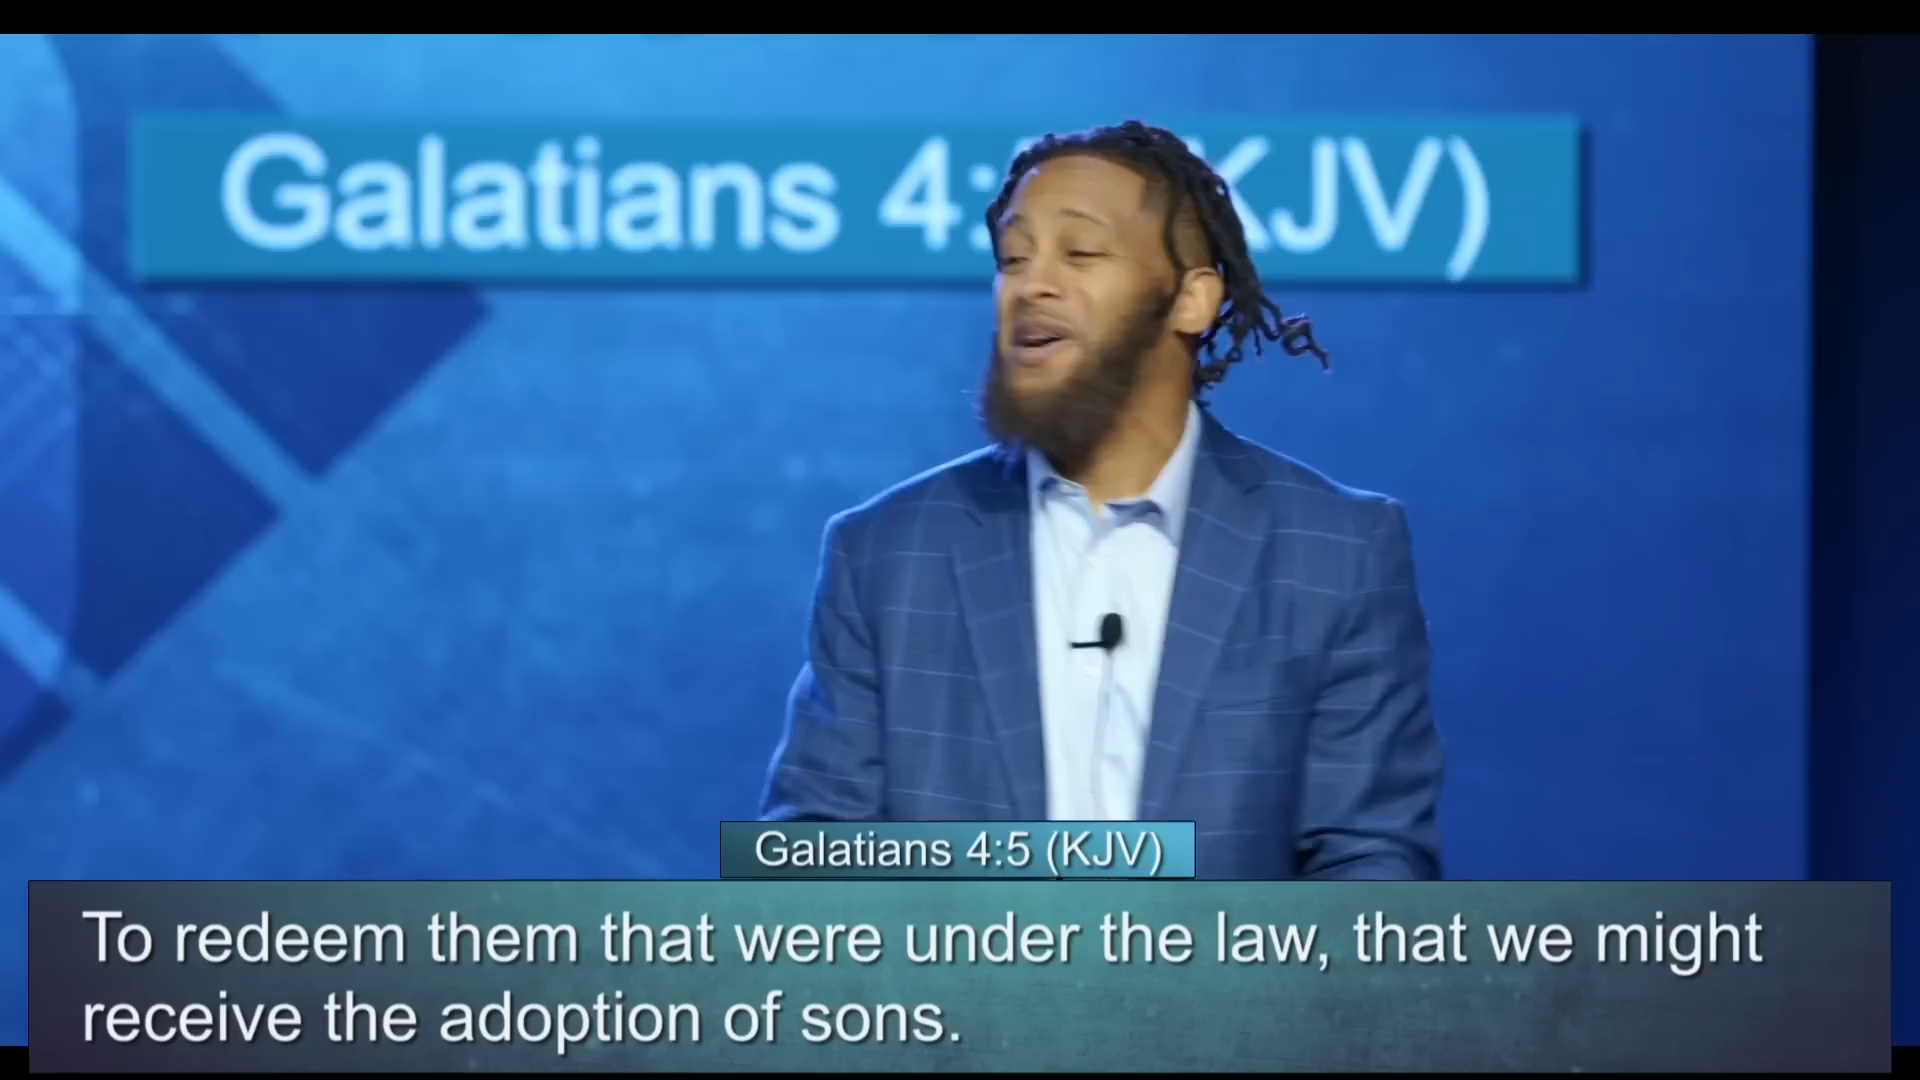 Galatians 4: KJV)
Galatians 4:5 (KJV)
To redeem them that were under the law, that we might
receive the adoption of sons.